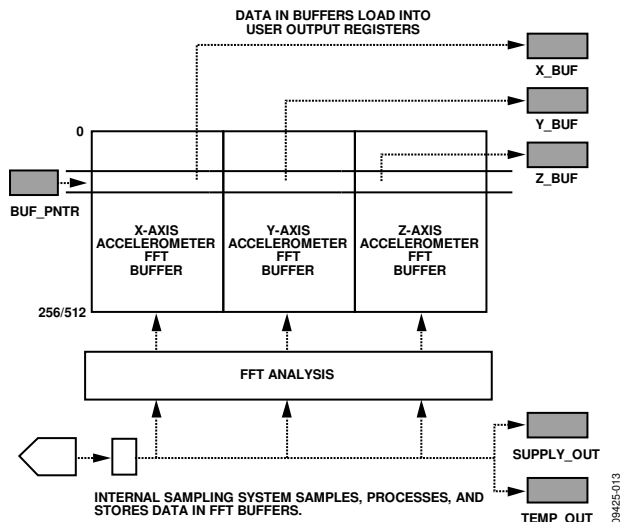 DATA IN BUFFERS LOAD INTO
USER OUTPUT REGISTERS
X_BUF
Y_BUF
0
Z_BUF
BUF_PNTR
X-AXIS
ACCELEROMETER
FFT
BUFFER
Y-AXIS
ACCELEROMETER
FFT
BUFFER
Z-AXIS
ACCELEROMETER
FFT
BUFFER
256/512
FFT ANALYSIS
SUPPLY_OUT
INTERNAL SAMPLING SYSTEM SAMPLES, PROCESSES, AND
STORES DATA IN FFT BUFFERS.
TEMP_OUT
09425-013